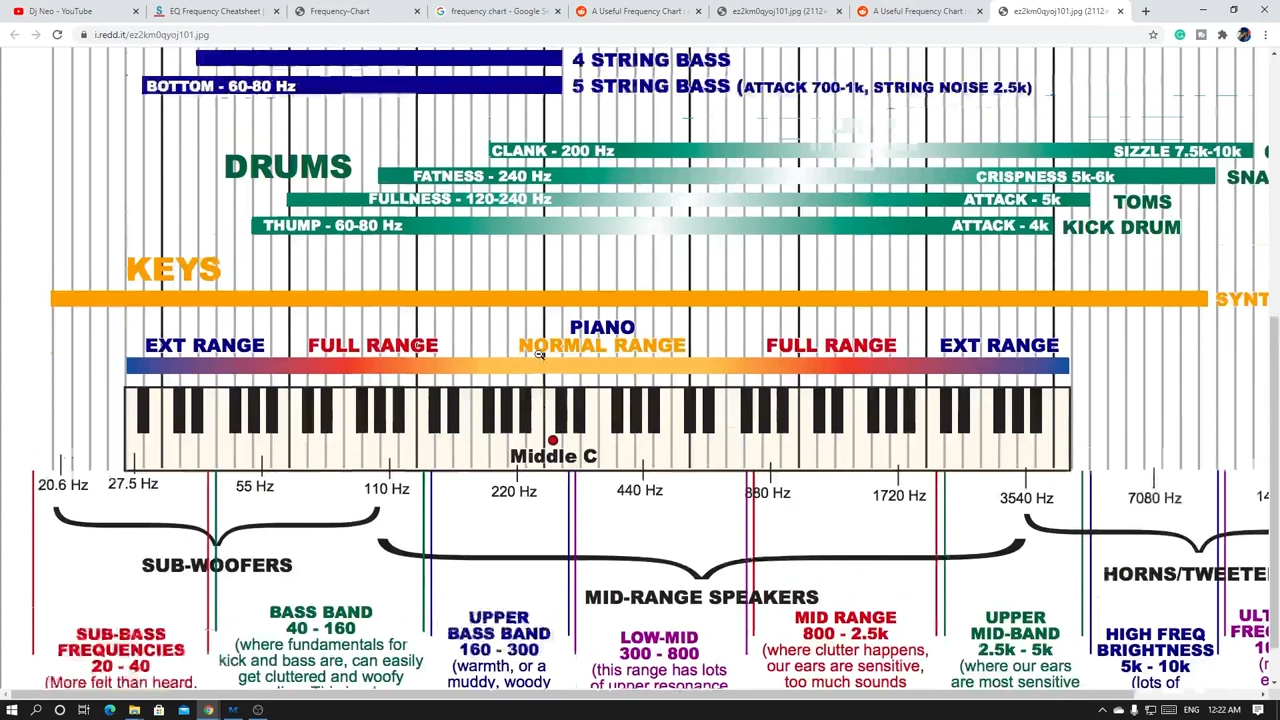 Dj Neo - YouTube
EQ Frequency Cheatsheet
Frequency-Chart
frequency chart - Google S
A Useful Frequency Chart
ez2km0qyoj101.jpg (2112×
A Useful Frequency Chart
ez2km0qyoj101.jpg (2112×
i.redd.it/ez2km0qyoj101.jpg
4 STRING BASS
BOTTOM - 60-80 Hz
5 STRING BASS (ATTACK 700-1k, STRING NOISE 2.5k)
CLANK - 200 Hz
SIZZLE 7.5k-10k
DRUMS
FATNESS - 240 Hz
CRISPNESS 5k-6k
SNA
FULLNESS - 120-240 Hz
ATTACK - 5k
TOMS
THUMP - 60-80 Hz
ATTACK - 4k
KICK DRUM
KEYS
SYNT
PIANO
EXT RANGE
FULL RANGE
NORMAL RANGE
FULL RANGE
EXT RANGE
Middle C
20.6 Hz
27.5 Hz
55 Hz
110 Hz
220 Hz
440 Hz
880 Hz
1720 Hz
3540 Hz
7080 Hz
14
SUB-WOOFERS
MID-RANGE SPEAKERS
HORNS/TWEETE
SUB-BASS
FREQUENCIES
20 - 40
(More felt than heard,
BASS BAND
40 - 160
(where fundamentals for
kick and bass are, can easily
get cluttered and woofy
UPPER
BASS BAND
160 - 300
(warmth, or a
muddy, woody
LOW-MID
300 - 800
(this range has lots
of upper resonance
MID RANGE
800 - 2.5k
(where clutter happens,
our ears are sensitive,
too much sounds
UPPER
MID-BAND
2.5k - 5k
(where our ears
are most sensitive
HIGH FREQ
BRIGHTNESS
5k - 10k
(lots of
ULT
FREQ
ENG
12:22 AM